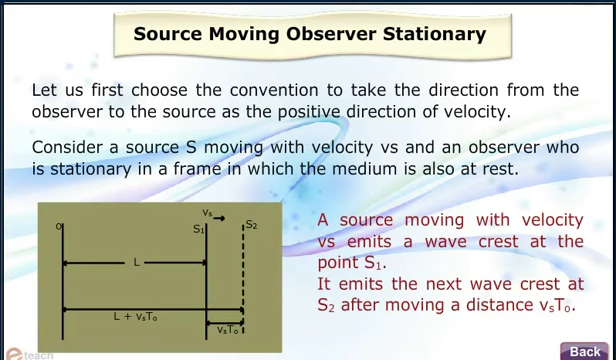 Source Moving Observer Stationary
Let us first choose the convention to take the direction from the
observer to the source as the positive direction of velocity.
Consider a source S moving with velocity vs and an observer who
is stationary in a frame in which the medium is also at rest.
0
vₛ
S₁
S₂
L
L + vₛTₒ
vₛTₒ
A source moving with velocity
vs emits a wave crest at the
point S₁.
It emits the next wave crest at
S₂ after moving a distance vₛTₒ.
eteach
Back